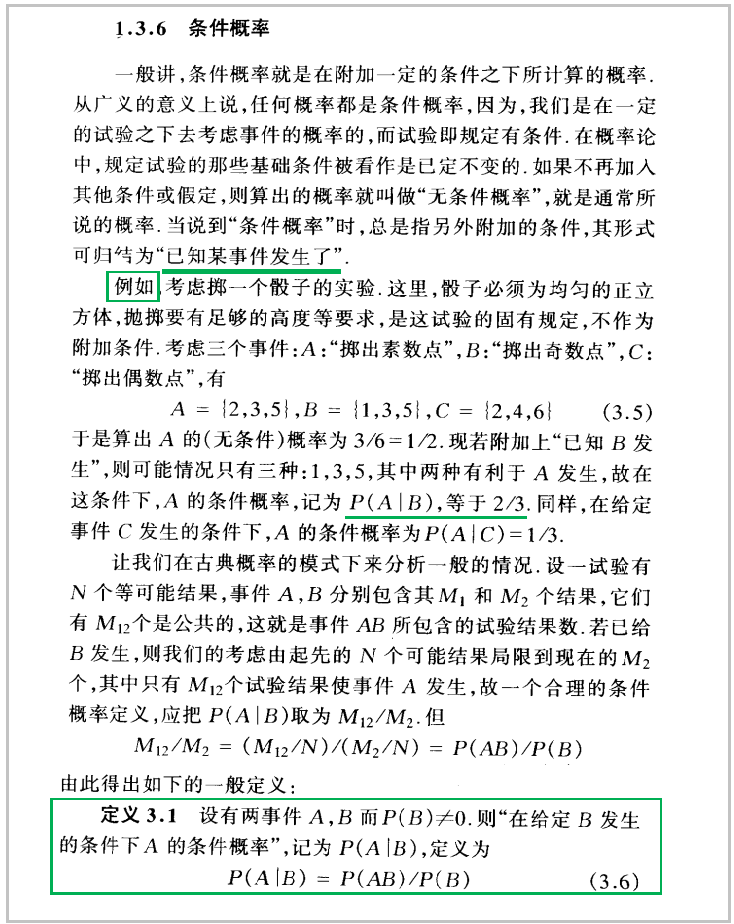 1.3.6 条件概率
一般讲,条件概率就是在附加一定的条件之下所计算的概率.
从广义的意义上说,任何概率都是条件概率,因为,我们是在一定
的试验之下去考虑事件的概率的,而试验即规定有条件.在概率论
中,规定试验的那些基础条件被看作是已定不变的.如果不再加入
其他条件或假定,则算出的概率就叫做“无条件概率”,就是通常所
说的概率.当说到“条件概率”时,总是指另外附加的条件,其形式
可归结为“已知某事件发生了”.
例如,考虑掷一个骰子的实验.这里,骰子必须为均匀的正立
方体,抛掷要有足够的高度等要求,是这试验的固有规定,不作为
附加条件.考虑三个事件:A:“掷出素数点”,B:“掷出奇数点”,C:
“掷出偶数点”,有
A = {2,3,5},B = {1,3,5},C = {2,4,6} (3.5)
于是算出 A 的(无条件)概率为 3/6=1/2.现若附加上“已知 B 发
生”,则可能情况只有三种:1,3,5,其中两种有利于 A 发生,故在
这条件下,A 的条件概率,记为 P(A|B),等于 2/3.同样,在给定
事件 C 发生的条件下,A 的条件概率为P(A|C)=1/3.
让我们在古典概率的模式下来分析一般的情况.设一试验有
N 个等可能结果,事件 A,B 分别包含其M₁ 和 M₂ 个结果,它们
有 M₁₂个是公共的,这就是事件 AB 所包含的试验结果数.若已给
B 发生,则我们的考虑由起先的 N 个可能结果局限到现在的M₂
个,其中只有 M₁₂个试验结果使事件 A 发生,故一个合理的条件
概率定义,应把 P(A|B)取为 M₁₂/M₂.但
M₁₂/M₂ = (M₁₂/N)/(M₂/N) = P(AB)/P(B)
由此得出如下的一般定义:
定义 3.1 设有两事件 A,B 而P(B)≠0.则“在给定 B 发生
的条件下A 的条件概率”,记为 P(A|B),定义为
P(A|B) = P(AB)/P(B) (3.6)